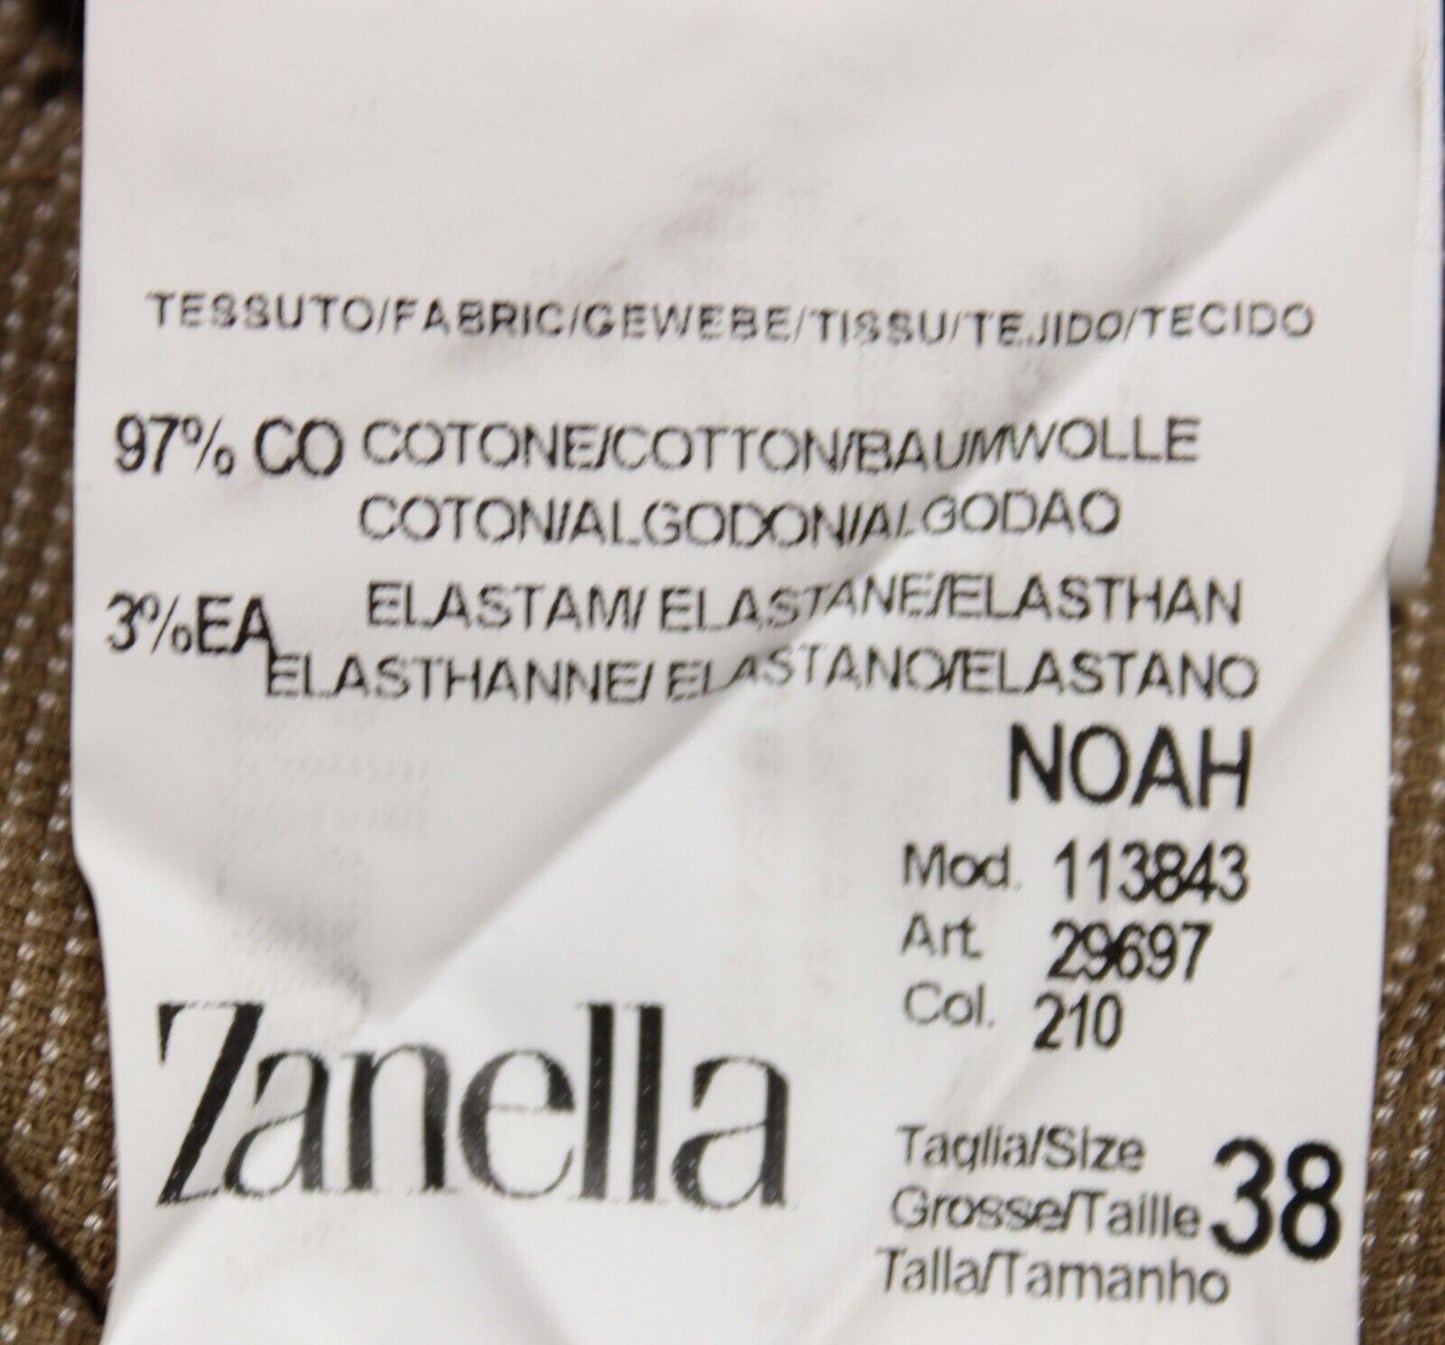 TESSUTO/FABRIC/GEWEBE/TISSU/TEJIDO/TECIDO
97% CO COTONE/COTTON/BAUMWOLLE
COTON/ALGODON/ALGODAO
3%EA ELASTAM/ ELASTANE/ELASTHAN
ELASTHANNE/ ELASTANO/ELASTANO
NOAH
Mod. 113843
Art. 29697
Col. 210
Zanella
Taglia/Size
Grosse/Taille 38
Talla/Tamanho